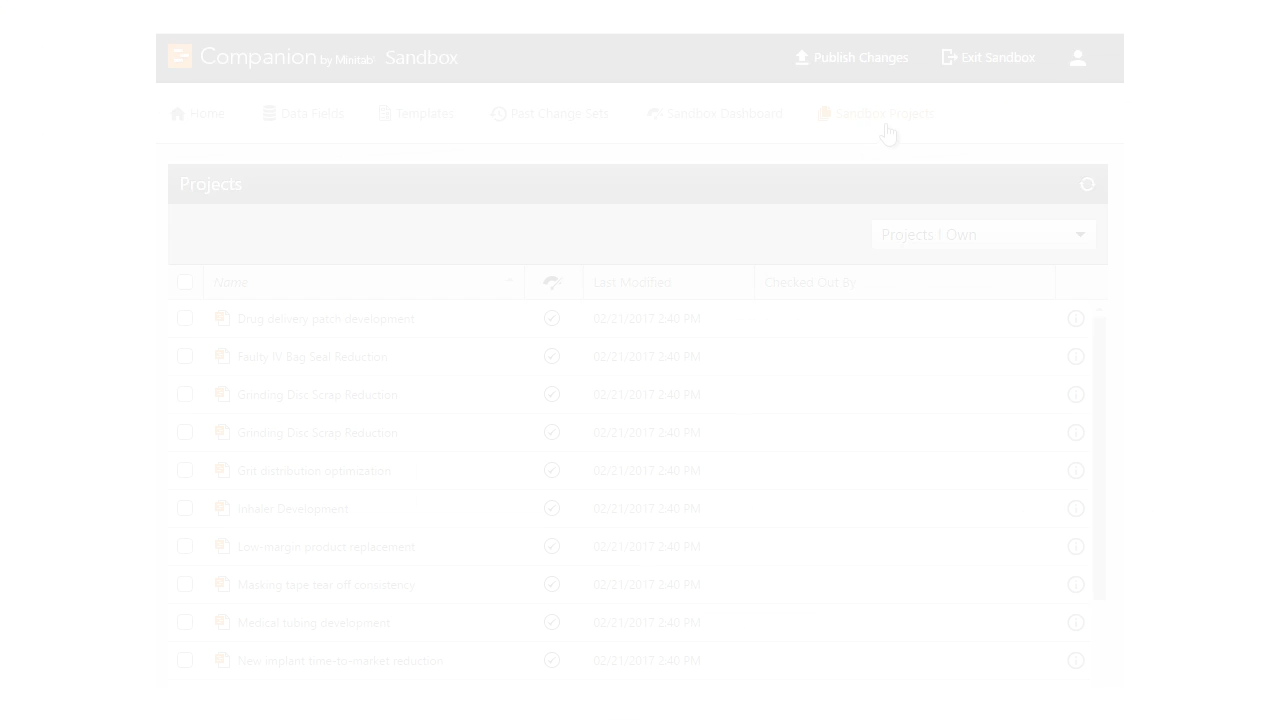 Companion by Minitab® Sandbox Publish Changes Exit Sandbox
Home Data Fields Templates Past Change Sets Sandbox Dashboard Sandbox Projects
Projects
Projects I Own
Name Last Modified Checked Out By
Drug delivery patch development 02/21/2017 2:40 PM
Faulty IV Bag Seal Reduction 02/21/2017 2:40 PM
Grinding Disc Scrap Reduction 02/21/2017 2:40 PM
Grinding Disc Scrap Reduction 02/21/2017 2:40 PM
Grit distribution optimization 02/21/2017 2:40 PM
Inhaler Development 02/21/2017 2:40 PM
Low-margin product replacement 02/21/2017 2:40 PM
Masking tape tear off consistency 02/21/2017 2:40 PM
Medical tubing development 02/21/2017 2:40 PM
New implant time-to-market reduction 02/21/2017 2:40 PM